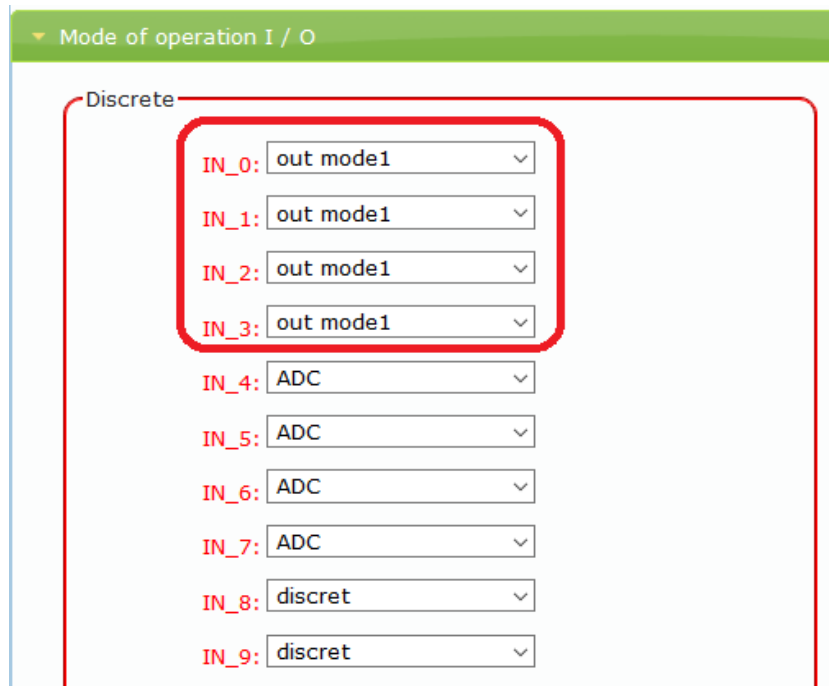 Mode of operation I / O
Discrete
IN_0: out mode1
IN_1: out mode1
IN_2: out mode1
IN_3: out mode1
IN_4: ADC
IN_5: ADC
IN_6: ADC
IN_7: ADC
IN_8: discret
IN_9: discret